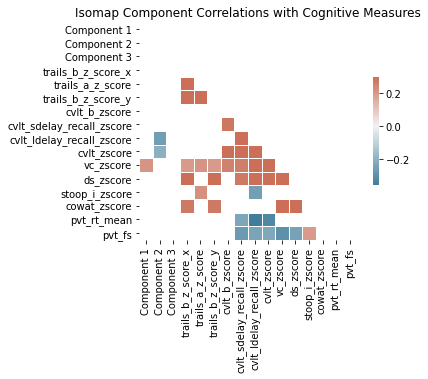 Isomap Component Correlations with Cognitive Measures
Component 1
Component 2
Component 3
trails_b_z_score_x
trails_a_z_score
trails_b_z_score_y
cvlt_b_zscore
cvlt_sdelay_recall_zscore
cvlt_ldelay_recall_zscore
cvlt_zscore
vc_zscore
ds_zscore
stoop_i_zscore
cowat_zscore
pvt_rt_mean
pvt_fs
Component 1
Component 2
Component 3
trails_b_z_score_x
trails_a_z_score
trails_b_z_score_y
cvlt_b_zscore
cvlt_sdelay_recall_zscore
cvlt_ldelay_recall_zscore
cvlt_zscore
vc_zscore
ds_zscore
stoop_i_zscore
cowat_zscore
pvt_rt_mean
pvt_fs
0.2
0.0
−0.2